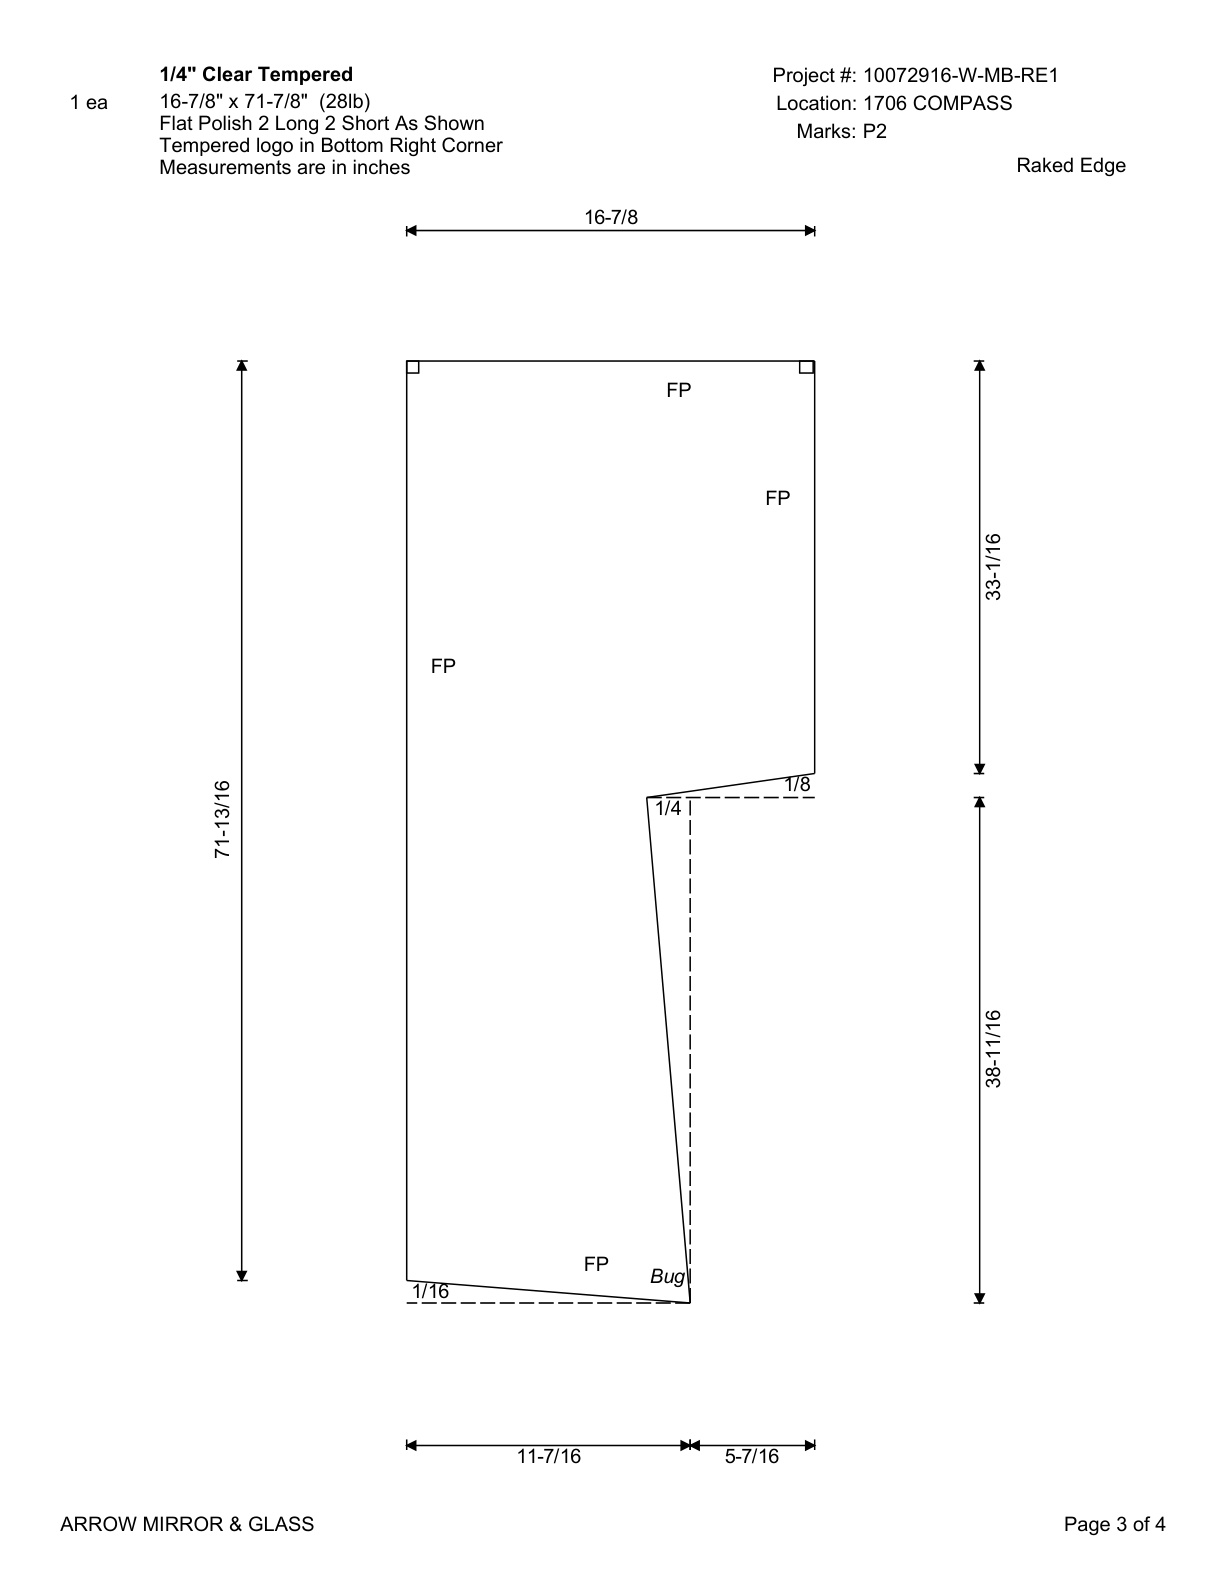 1/4" Clear Tempered
1 ea
16-7/8" x 71-7/8" (28lb)
Flat Polish 2 Long 2 Short As Shown
Tempered logo in Bottom Right Corner
Measurements are in inches
Project #: 10072916-W-MB-RE1
Location: 1706 COMPASS
Marks: P2
Raked Edge
16-7/8
FP
FP
33-1/16
FP
71-13/16
1/8
1/4
38-11/16
FP
Bug
1/16
11-7/16
5-7/16
ARROW MIRROR & GLASS
Page 3 of 4